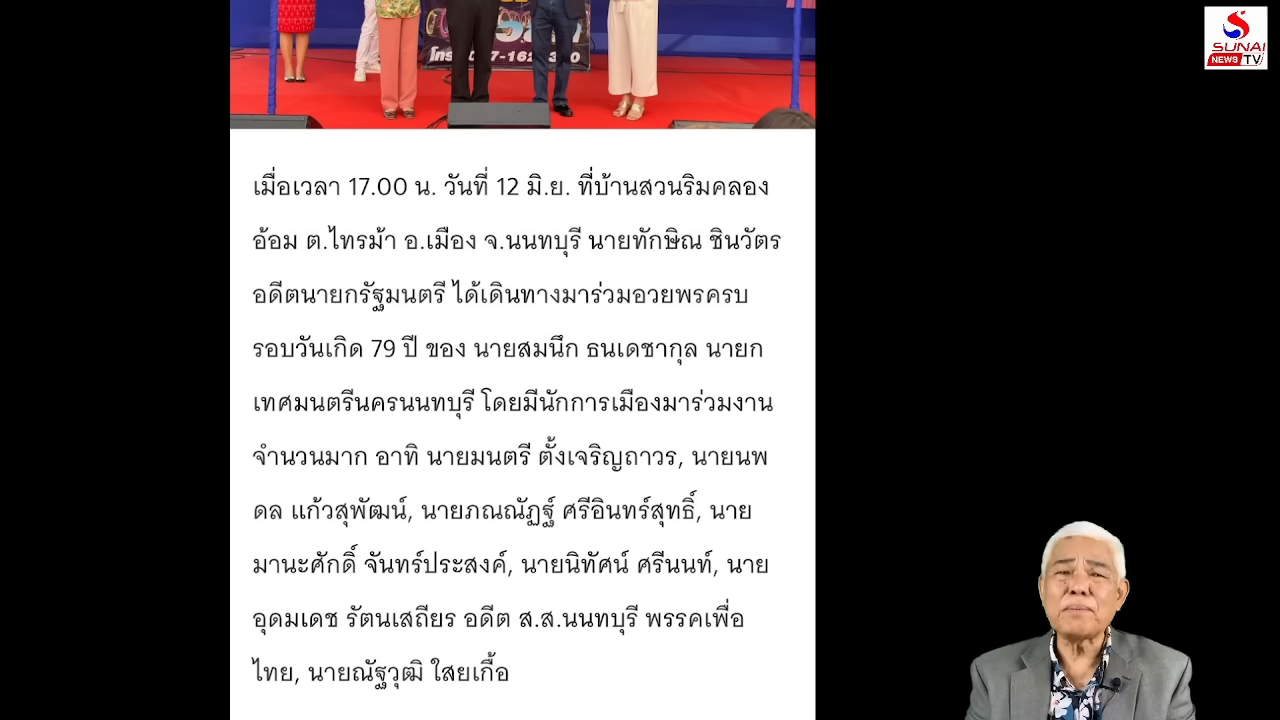 SUNAI
NEWS TV
เมื่อเวลา 17.00 น. วันที่ 12 มิ.ย. ที่บ้านสวนริมคลอง
อ้อม ต.ไทรม้า อ.เมือง จ.นนทบุรี นายทักษิณ ชินวัตร
อดีตนายกรัฐมนตรี ได้เดินทางมาร่วมอวยพรครบ
รอบวันเกิด 79 ปี ของ นายสมนึก ธนเดชากุล นายก
เทศมนตรีนครนนทบุรี โดยมีนักการเมืองมาร่วมงาน
จำนวนมาก อาทิ นายมนตรี ตั้งเจริญถาวร, นายนพ
ดล แก้วสุพัฒน์, นายภณณัฏฐ์ ศรีอินทร์สุทธิ์, นาย
มานะศักดิ์ จันทร์ประสงค์, นายนิทัศน์ ศรีนนท์, นาย
อุดมเดช รัตนเสถียร อดีต ส.ส.นนทบุรี พรรคเพื่อ
ไทย, นายณัฐวุฒิ ใสยเกื้อ